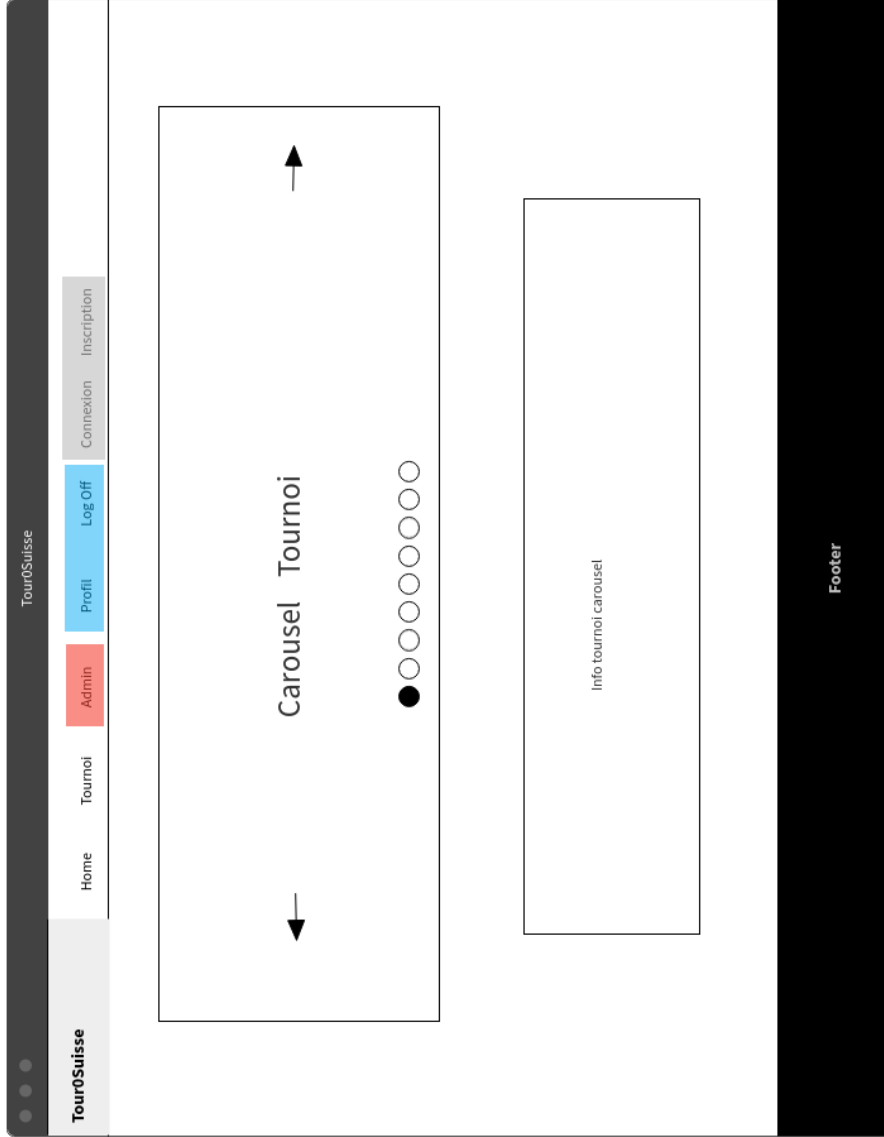 Tour0Suisse
Tour0Suisse
Home
Tournoi
Admin
Profil
Log Off
Connexion
Inscription
Carousel Tournoi
Info tournoi carousel
Footer